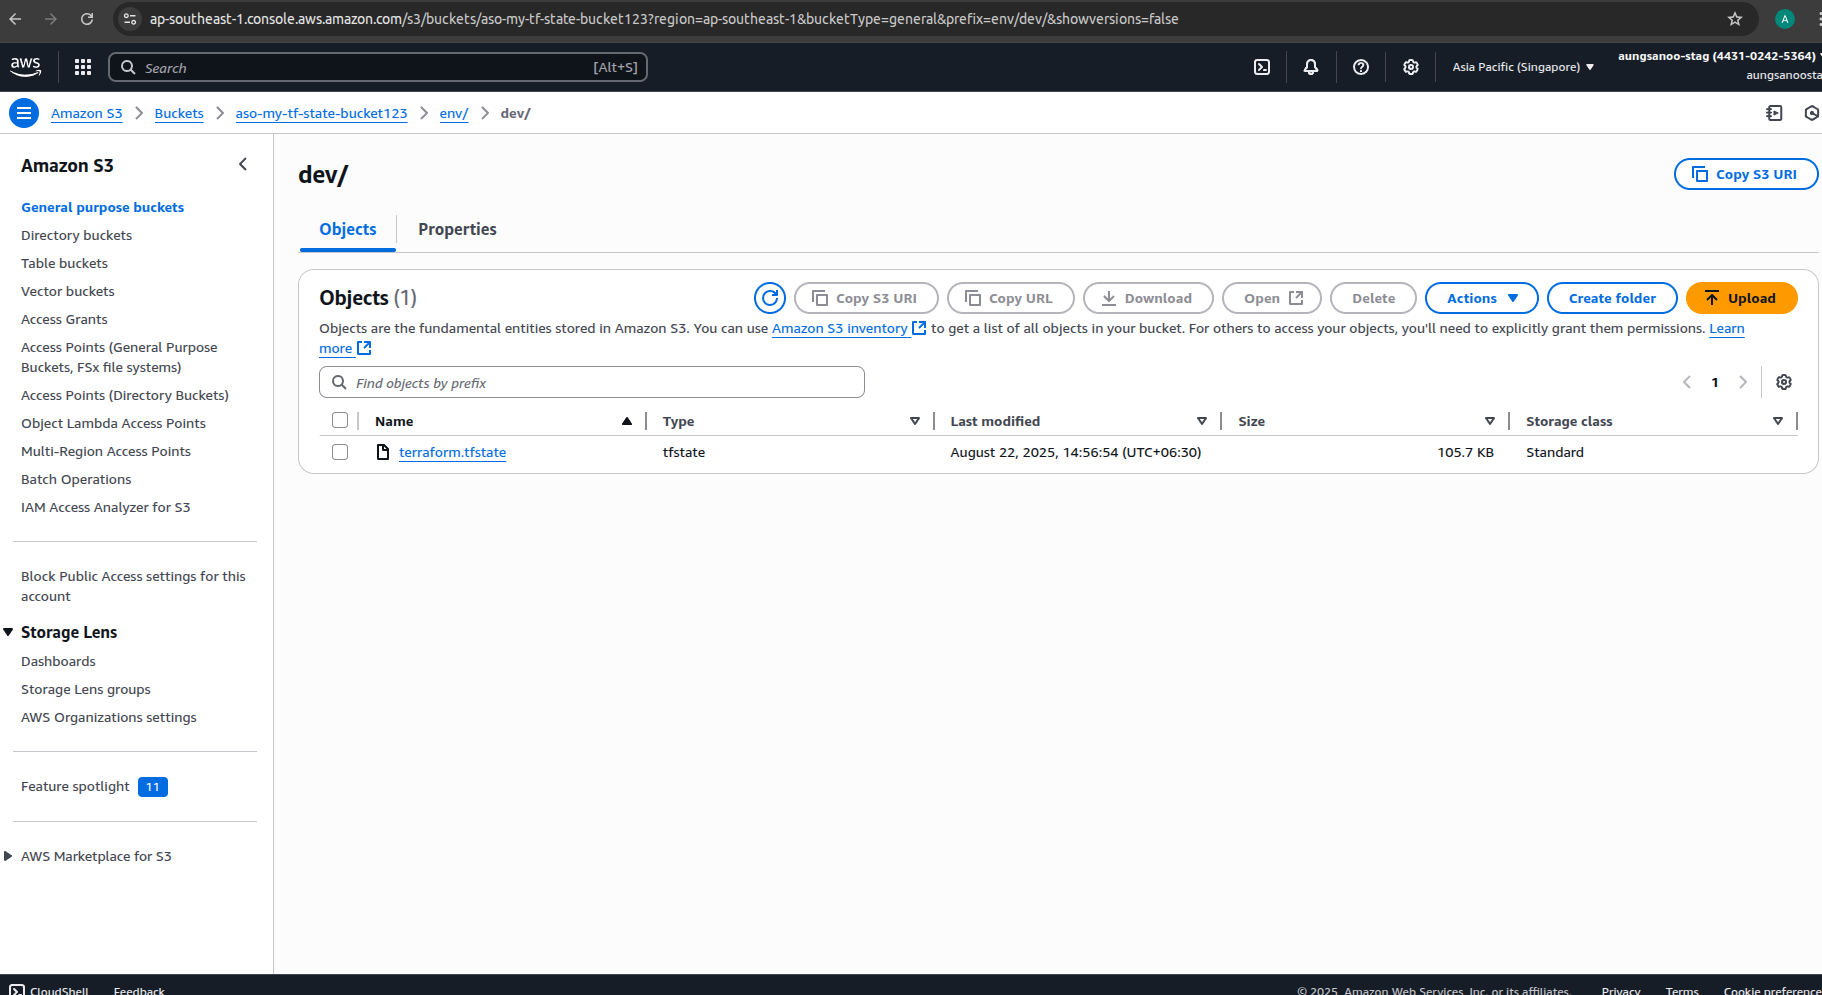 ap-southeast-1.console.aws.amazon.com/s3/buckets/aso-my-tf-state-bucket123?region=ap-southeast-1&bucketType=general&prefix=env/dev/&showversions=false
A
aws
Search
[Alt+S]
Asia Pacific (Singapore)
aungsanoo-stag (4431-0242-5364)
aungsanoosta
Amazon S3
Buckets
aso-my-tf-state-bucket123
env/
dev/
Amazon S3
General purpose buckets
Directory buckets
Table buckets
Vector buckets
Access Grants
Access Points (General Purpose
Buckets, FSx file systems)
Access Points (Directory Buckets)
Object Lambda Access Points
Multi-Region Access Points
Batch Operations
IAM Access Analyzer for S3
Block Public Access settings for this
account
Storage Lens
Dashboards
Storage Lens groups
AWS Organizations settings
Feature spotlight 11
AWS Marketplace for S3
dev/
Copy S3 URI
Objects
Properties
Objects (1)
Copy S3 URI
Copy URL
Download
Open
Delete
Actions
Create folder
Upload
Objects are the fundamental entities stored in Amazon S3. You can use Amazon S3 inventory to get a list of all objects in your bucket. For others to access your objects, you'll need to explicitly grant them permissions. Learn
more
Find objects by prefix
1
Name
Type
Last modified
Size
Storage class
terraform.tfstate
tfstate
August 22, 2025, 14:56:54 (UTC+06:30)
105.7 KB
Standard
CloudShell
Feedback
© 2025, Amazon Web Services, Inc. or its affiliates.
Privacy
Terms
Cookie preference